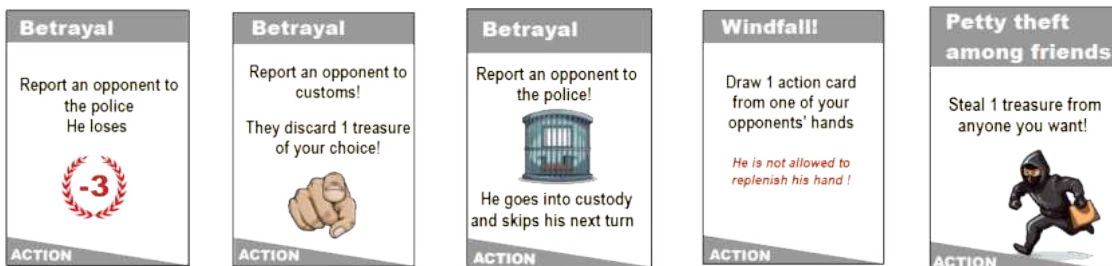 Betrayal
Report an opponent to
the police
He loses
-3
ACTION
Betrayal
Report an opponent to
customs!
They discard 1 treasure
of your choice!
ACTION
Betrayal
Report an opponent to
the police!
He goes into custody
and skips his next turn
ACTION
Windfall!
Draw 1 action card
from one of your
opponents' hands
He is not allowed to
replenish his hand !
ACTION
Petty theft
among friends
Steal 1 treasure from
anyone you want!
ACTION